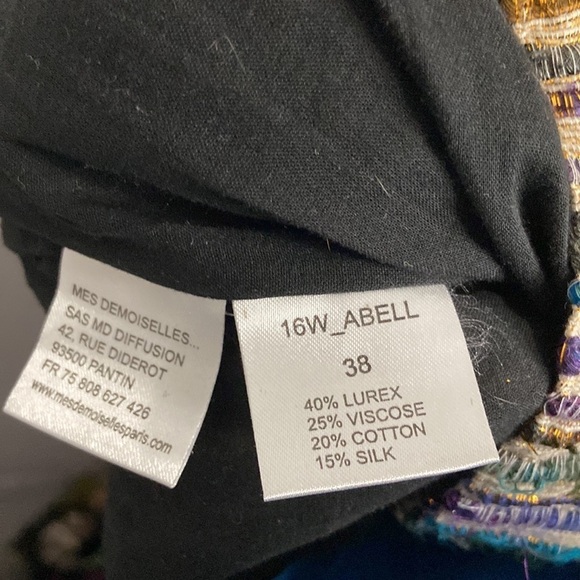 MES DEMOISELLES...
SAS MD DIFFUSION
42, RUE DIDEROT
93500 PANTIN
FR 75 808 627 426
www.mesdemoisellesparis.com
16W_ABELL
38
40% LUREX
25% VISCOSE
20% COTTON
15% SILK